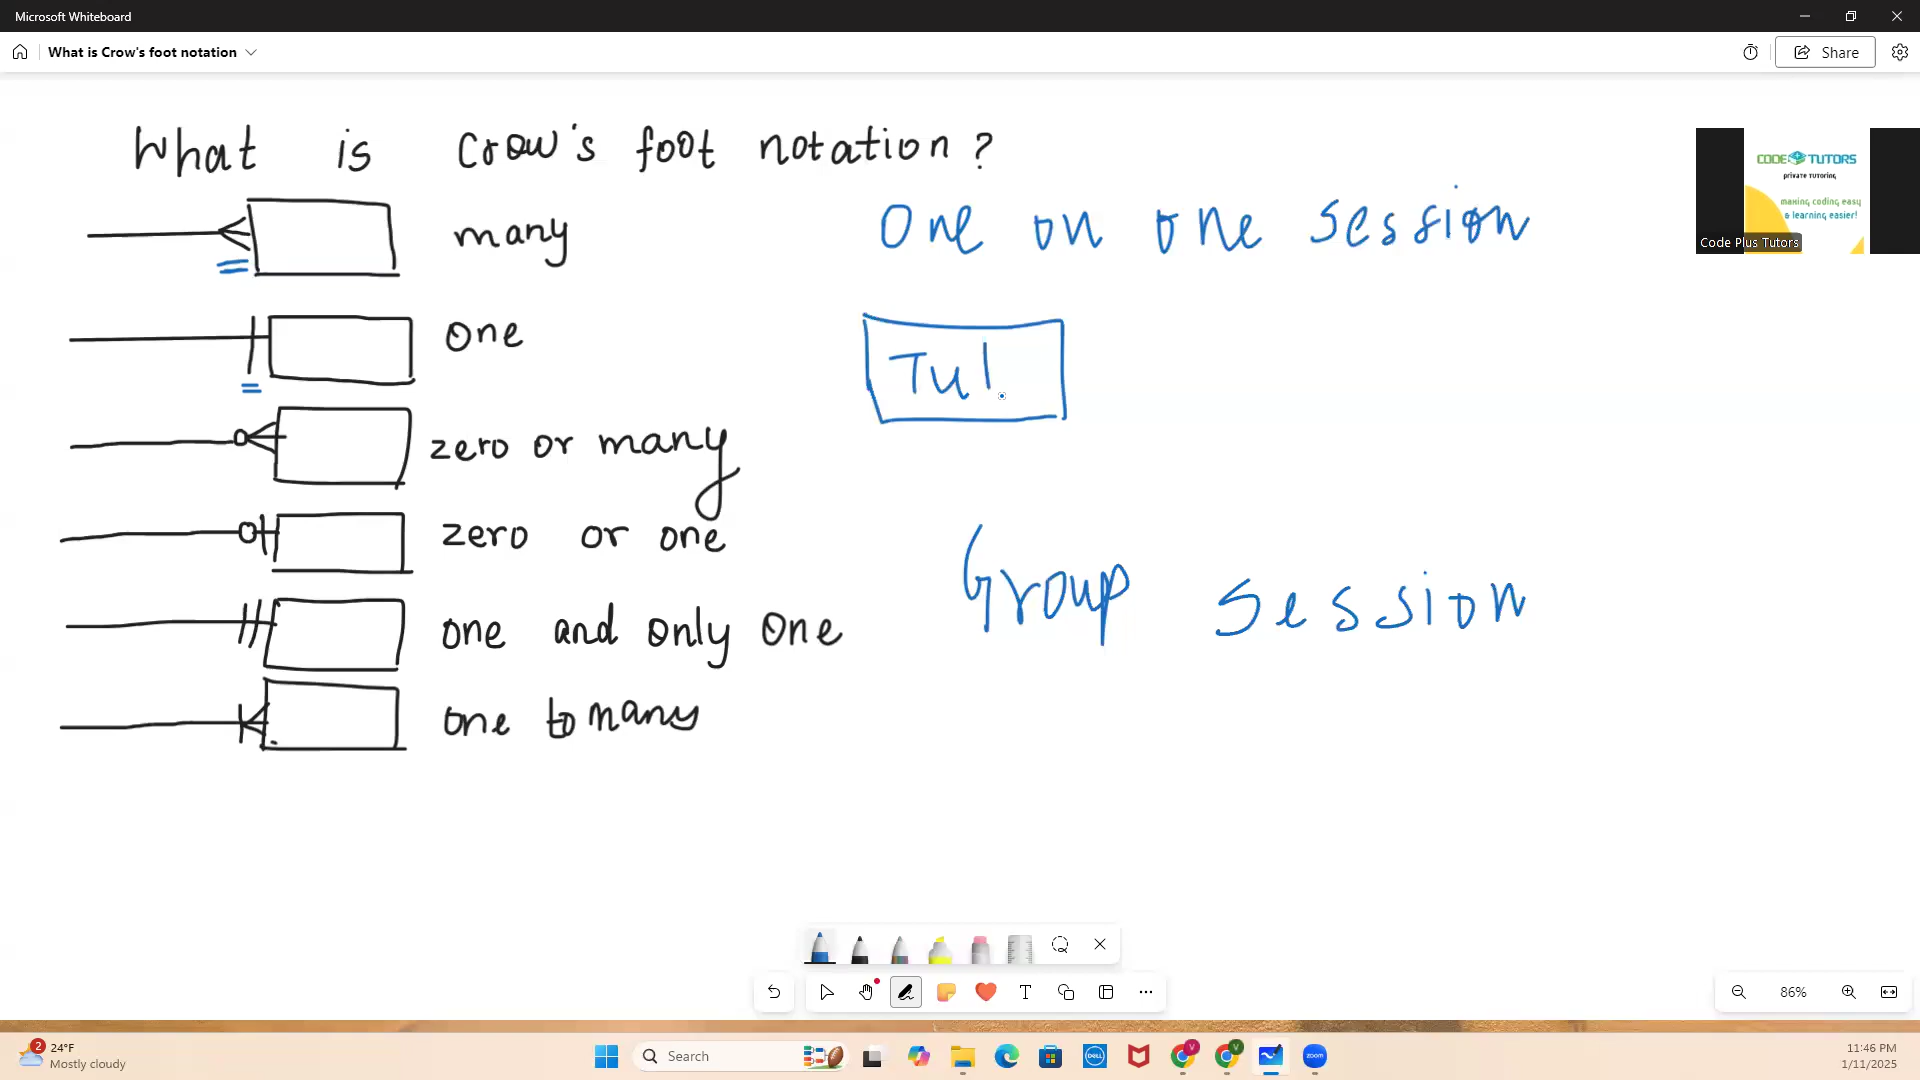 Microsoft Whiteboard
What is Crow's foot notation
Share
What is Crow's foot notation?
many
one
zero or many
zero or one
one and only one
one to many
One on one session
Tul
Group session
CODE TUTORS
private tutoring
making coding easy
& learning easier!
Code Plus Tutors
T
86%
2
24°F
Mostly cloudy
Search
DELL
V
V
zoom
11:46 PM
1/11/2025